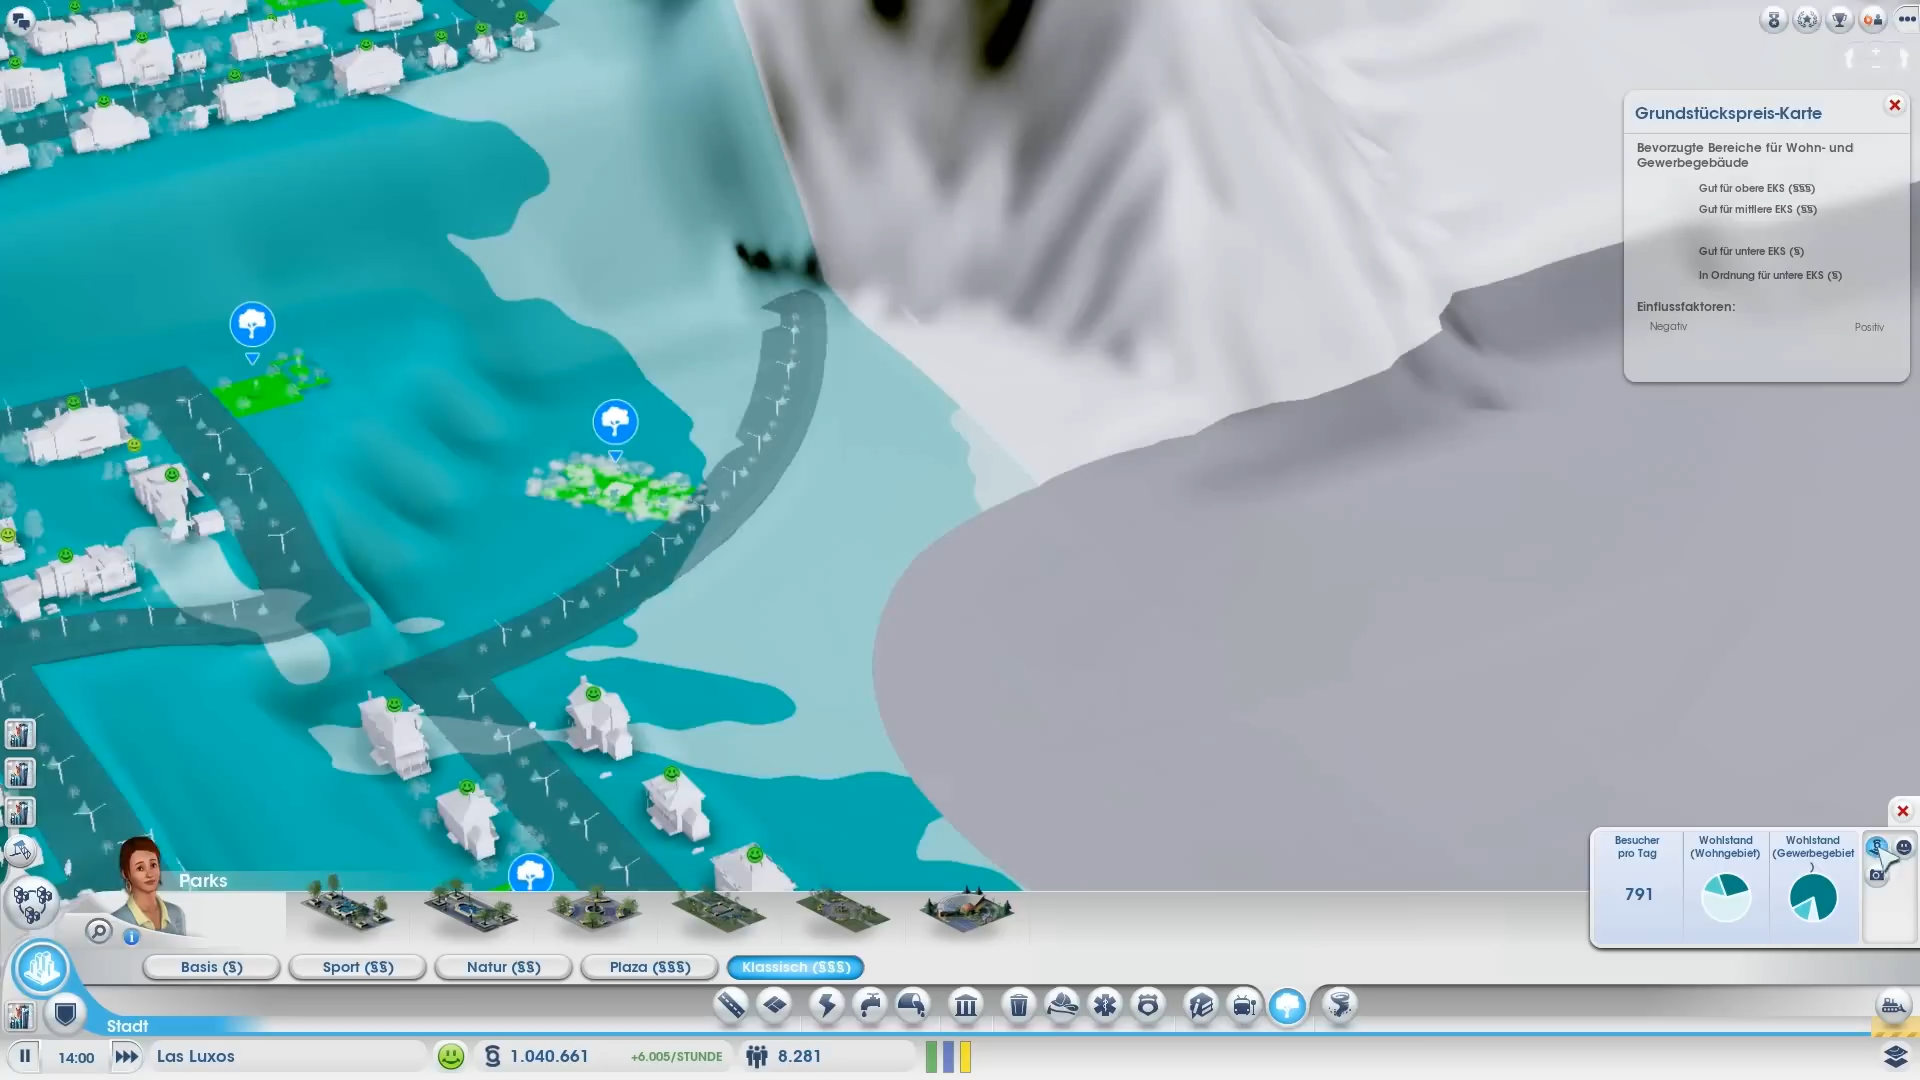 Grundstückspreis-Karte
Bevorzugte Bereiche für Wohn- und
Gewerbegebäude
Gut für obere EKS (§§§)
Gut für mittlere EKS (§§)
Gut für untere EKS (§)
In Ordnung für untere EKS (§)
Einflussfaktoren:
Negativ
Positiv
Besucher
pro Tag
791
Wohlstand
(Wohngebiet)
Wohlstand
(Gewerbegebiet
)
Parks
Basis (§)
Sport (§§)
Natur (§§)
Plaza (§§§)
Klassisch (§§§)
Stadt
14:00
Las Luxos
1.040.661
+6.005/STUNDE
8.281